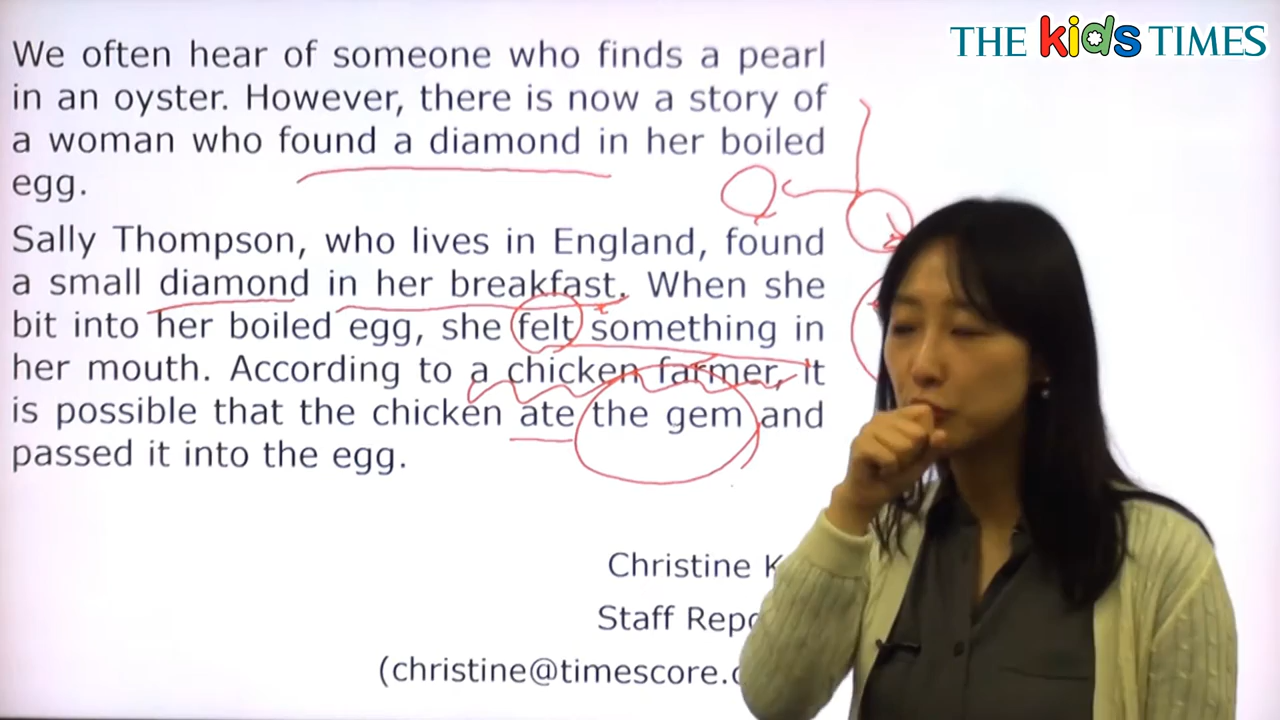 THE kids TIMES
We often hear of someone who finds a pearl
in an oyster. However, there is now a story of
a woman who found a diamond in her boiled
egg.
Sally Thompson, who lives in England, found
a small diamond in her breakfast. When she
bit into her boiled egg, she felt something in
her mouth. According to a chicken farmer, it
is possible that the chicken ate the gem and
passed it into the egg.
Christine
Staff
(christine@timescore.